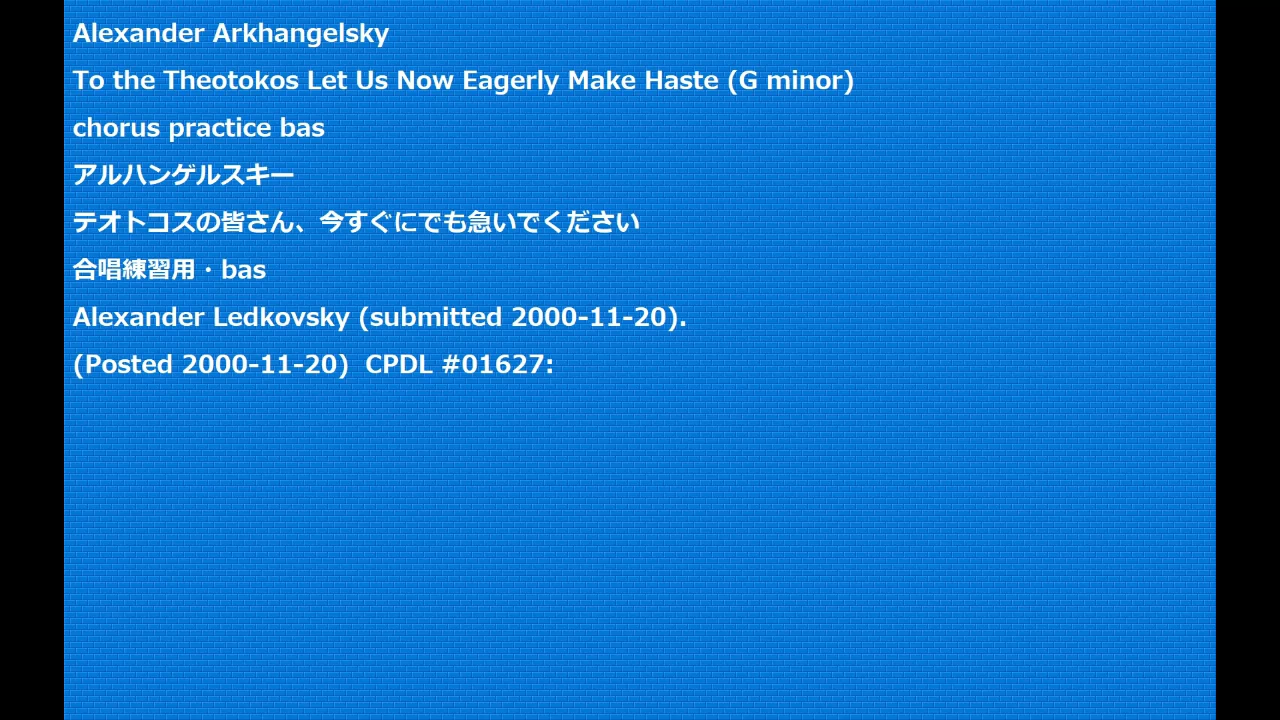 Alexander Arkhangelsky
To the Theotokos Let Us Now Eagerly Make Haste (G minor)
chorus practice bas
アルハンゲルスキー
テオトコスの皆さん、今すぐにでも急いでください
合唱練習用・bas
Alexander Ledkovsky (submitted 2000-11-20).
(Posted 2000-11-20)  CPDL #01627: